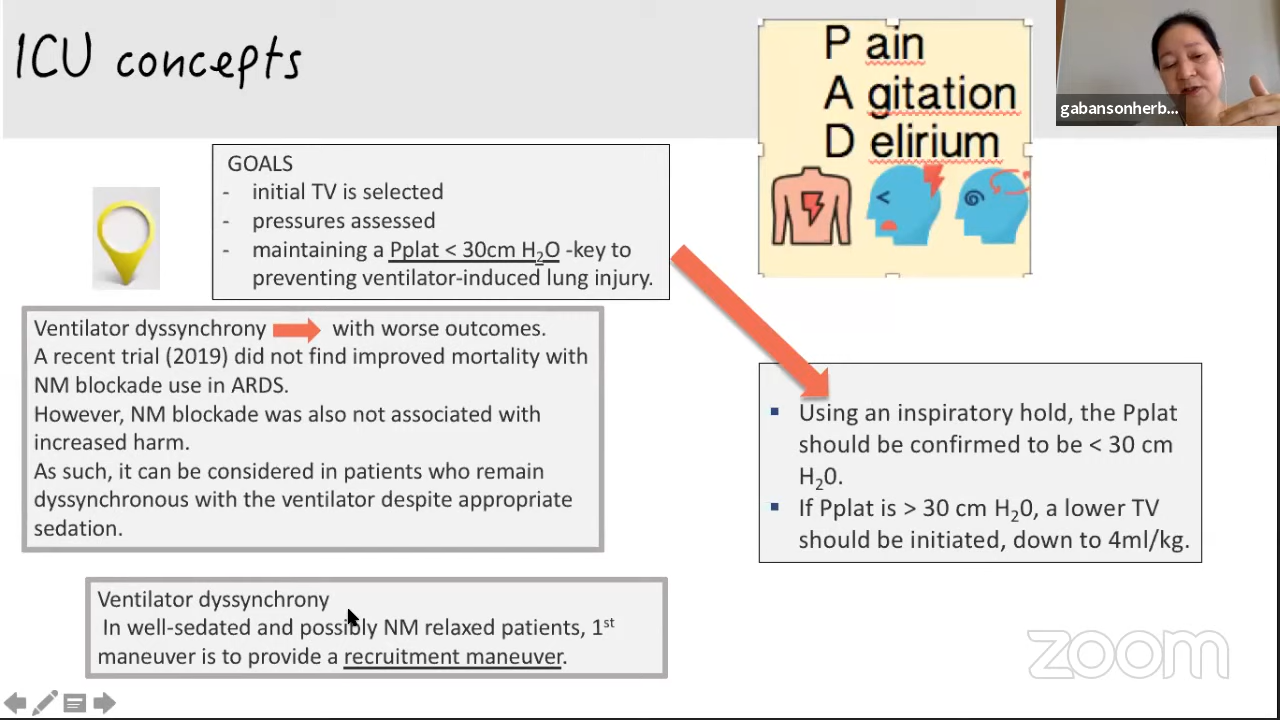 ICU concepts
P ain
A gitation
D elirium
gabansonherb...
GOALS
- initial TV is selected
- pressures assessed
- maintaining a Pplat < 30cm H₂O -key to
preventing ventilator-induced lung injury.
Ventilator dyssynchrony with worse outcomes.
A recent trial (2019) did not find improved mortality with
NM blockade use in ARDS.
However, NM blockade was also not associated with
increased harm.
As such, it can be considered in patients who remain
dyssynchronous with the ventilator despite appropriate
sedation.
▪ Using an inspiratory hold, the Pplat
should be confirmed to be < 30 cm
H₂0.
▪ If Pplat is > 30 cm H₂0, a lower TV
should be initiated, down to 4ml/kg.
Ventilator dyssynchrony
In well-sedated and possibly NM relaxed patients, 1st
maneuver is to provide a recruitment maneuver.
zoom